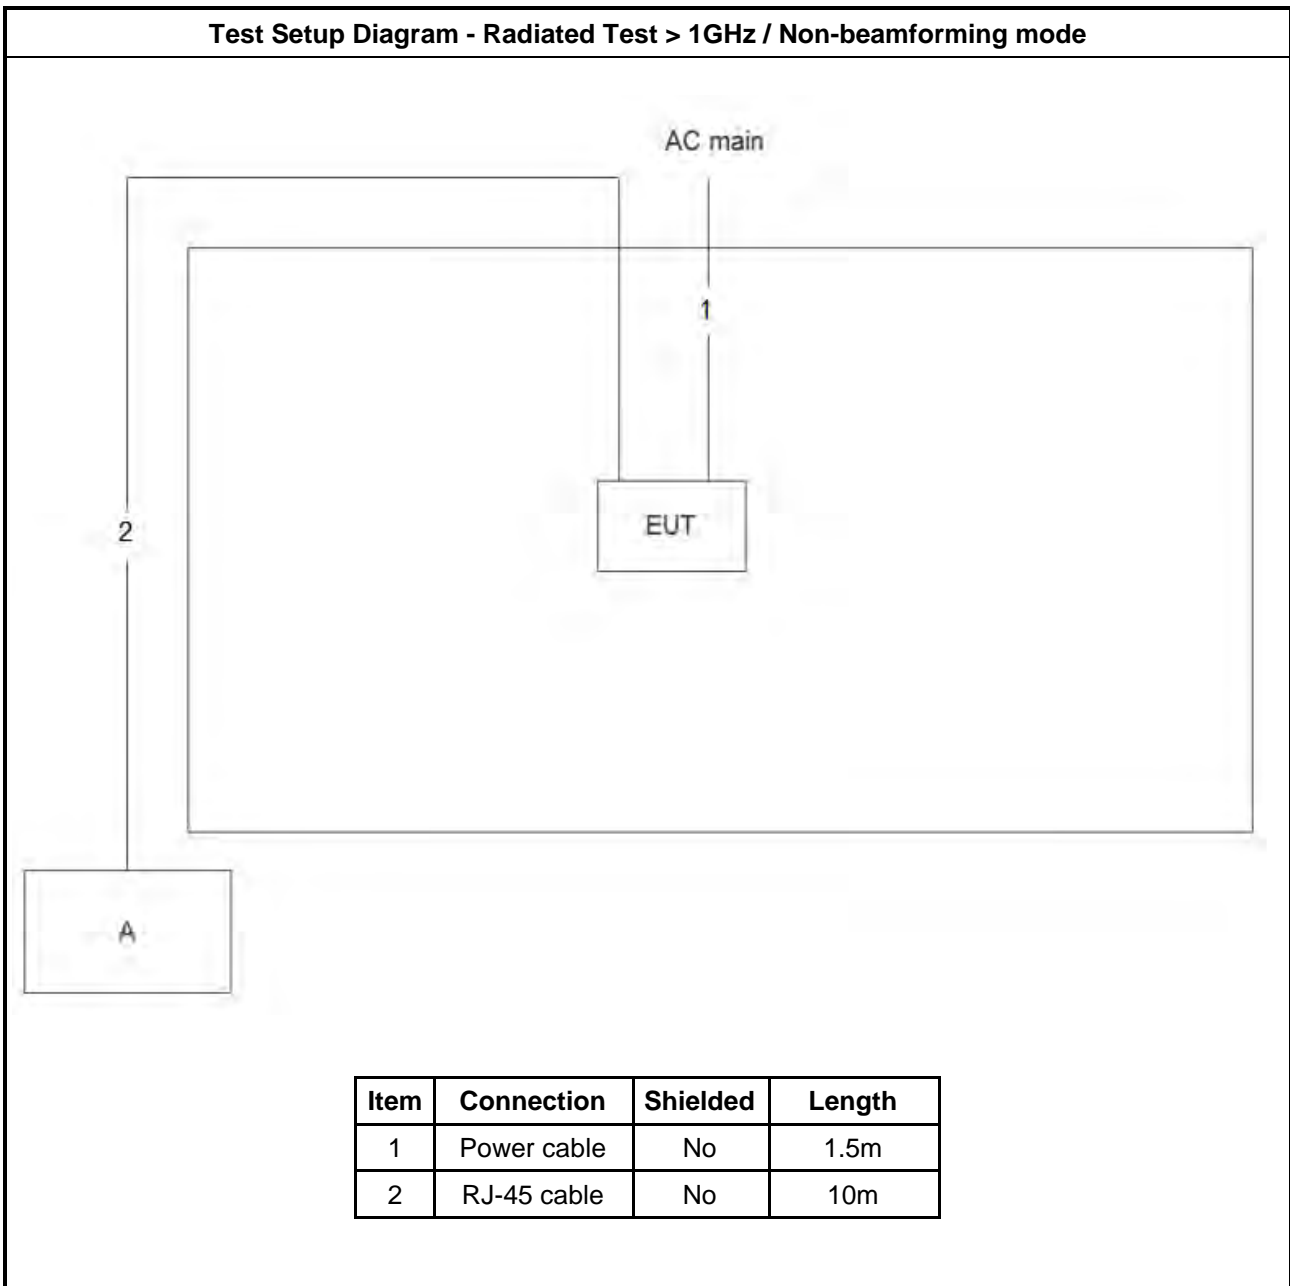 Test Setup Diagram - Radiated Test > 1GHz / Non-beamforming mode
AC main
1
2
EUT
A
Item Connection Shielded Length
1 Power cable No 1.5m
2 RJ-45 cable No 10m